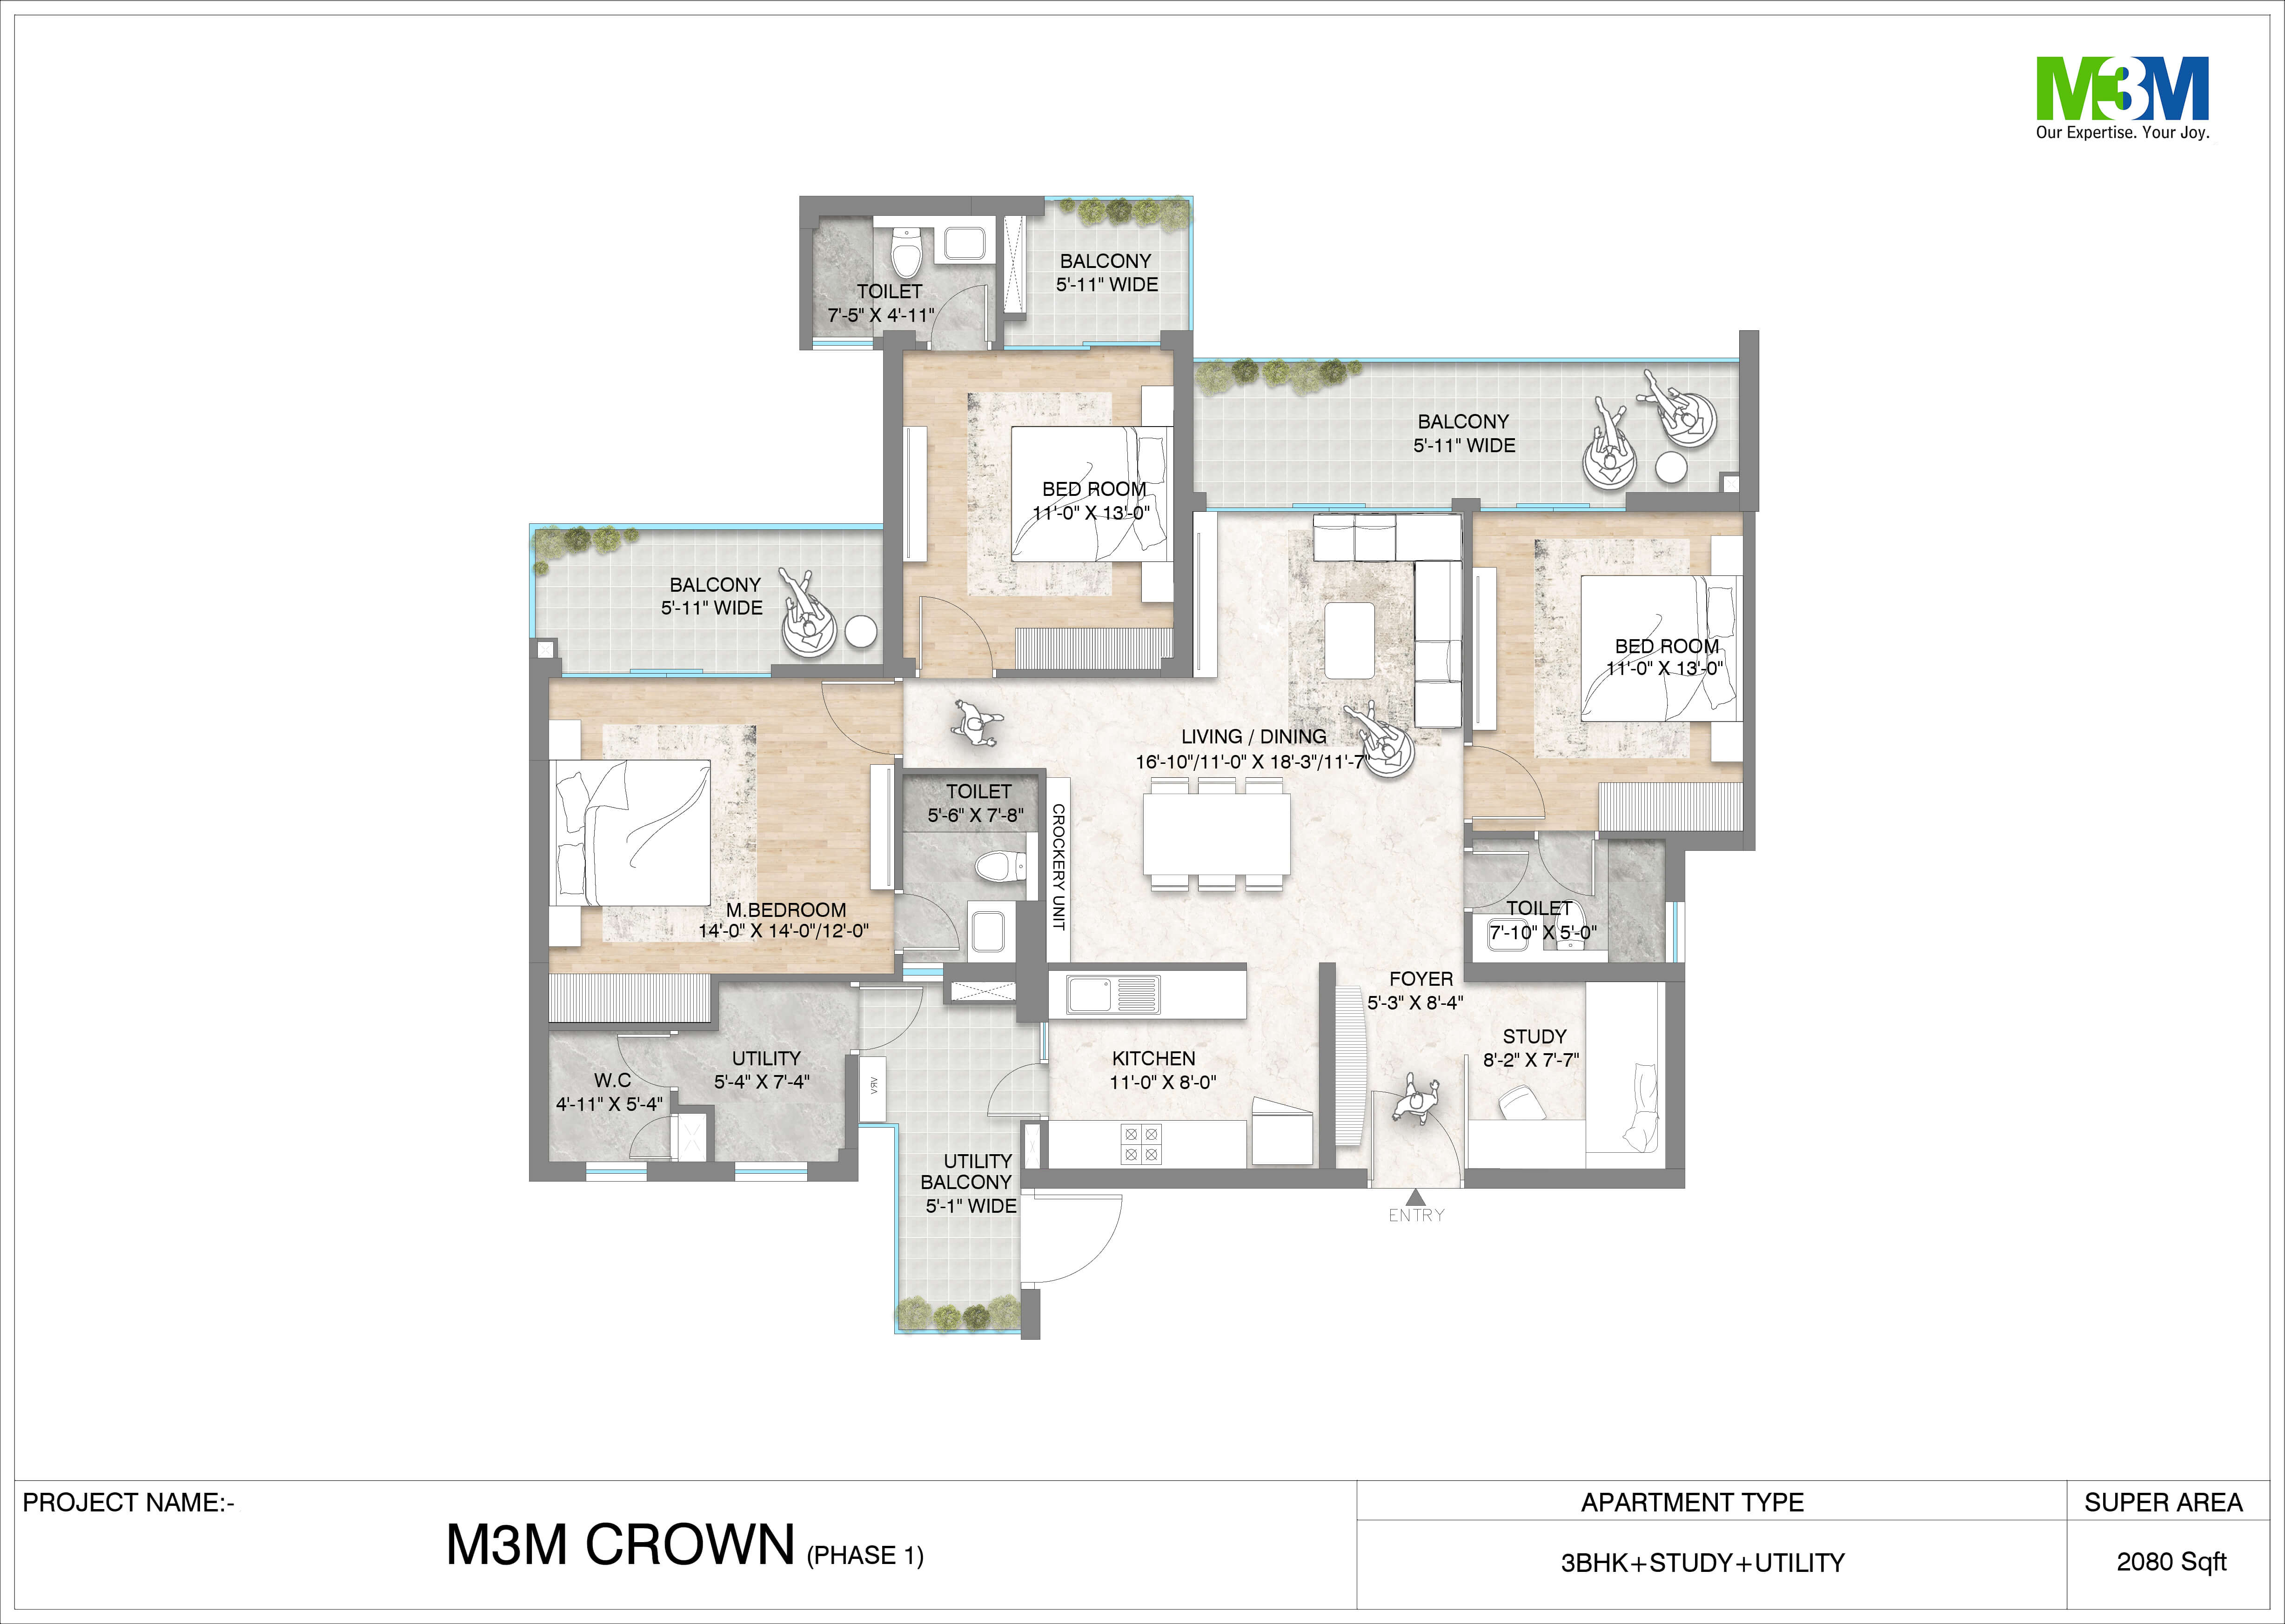 M3M
Our Expertise. Your Joy.
BALCONY
5'-11" WIDE
TOILET
7'-5" X 4'-11"
BALCONY
5'-11" WIDE
BED ROOM
11'-0" X 13'-0"
BALCONY
5'-11" WIDE
BED ROOM
11'-0" X 13'-0"
LIVING / DINING
16'-10"/11'-0" X 18'-3"/11'-7"
TOILET
5'-6" X 7'-8"
CROCKERY UNIT
M.BEDROOM
14'-0" X 14'-0"/12'-0"
TOILET
7'-10" X 5'-0"
FOYER
5'-3" X 8'-4"
STUDY
8'-2" X 7'-7"
KITCHEN
11'-0" X 8'-0"
UTILITY
5'-4" X 7'-4"
VRV
W.C
4'-11" X 5'-4"
UTILITY
BALCONY
5'-1" WIDE
ENTRY
PROJECT NAME:-
M3M CROWN (PHASE 1)
APARTMENT TYPE
3BHK+STUDY+UTILITY
SUPER AREA
2080 Sqft